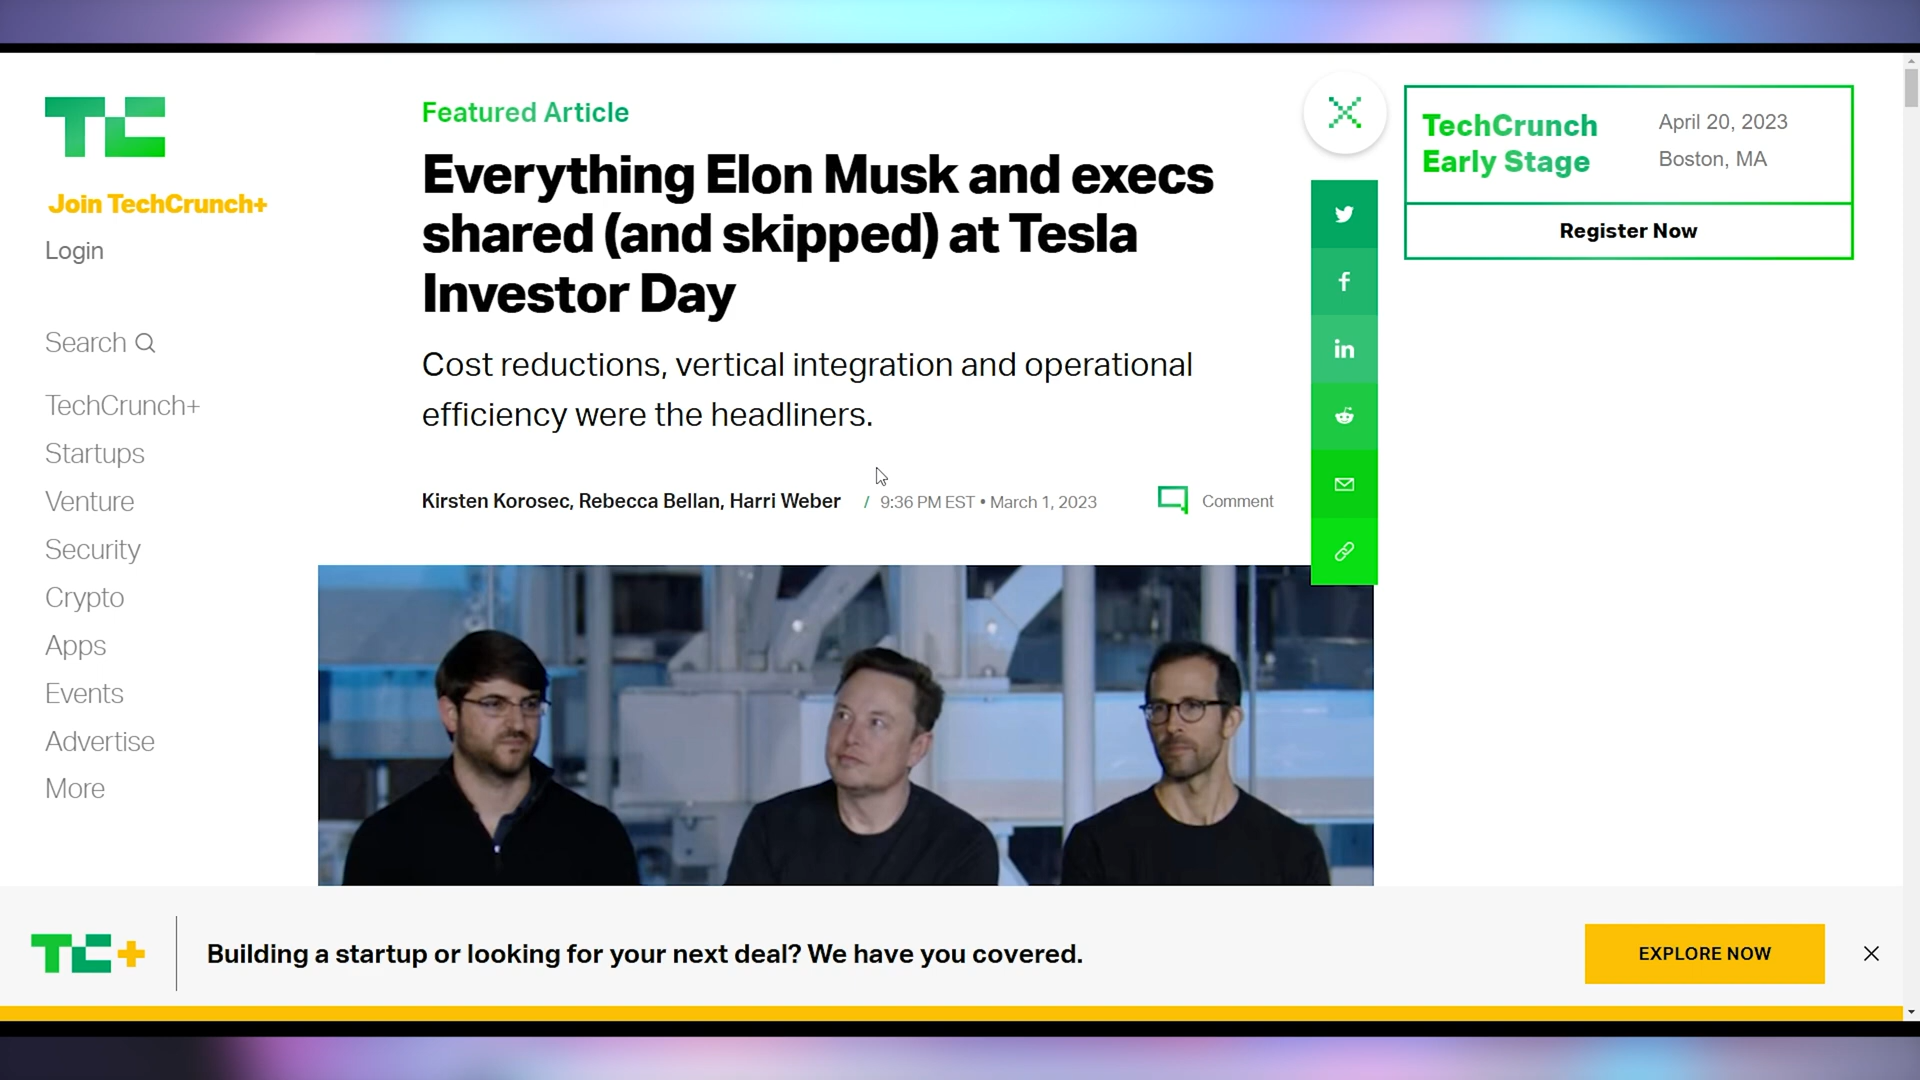 TC
Join TechCrunch+
Login
Search
TechCrunch+
Startups
Venture
Security
Crypto
Apps
Events
Advertise
More
Featured Article
Everything Elon Musk and execs
shared (and skipped) at Tesla
Investor Day
Cost reductions, vertical integration and operational
efficiency were the headliners.
Kirsten Korosec, Rebecca Bellan, Harri Weber / 9:36 PM EST • March 1, 2023
Comment
TechCrunch
Early Stage
April 20, 2023
Boston, MA
Register Now
TC+
Building a startup or looking for your next deal? We have you covered.
EXPLORE NOW